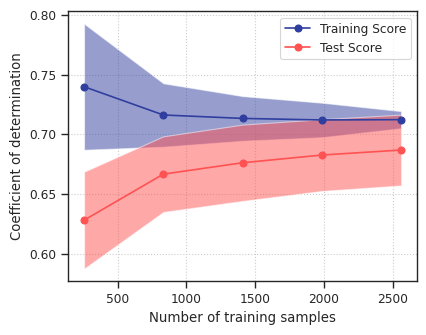 0.80
0.75
0.70
0.65
0.60
Coefficient of determination
Training Score
Test Score
500
1000
1500
2000
2500
Number of training samples